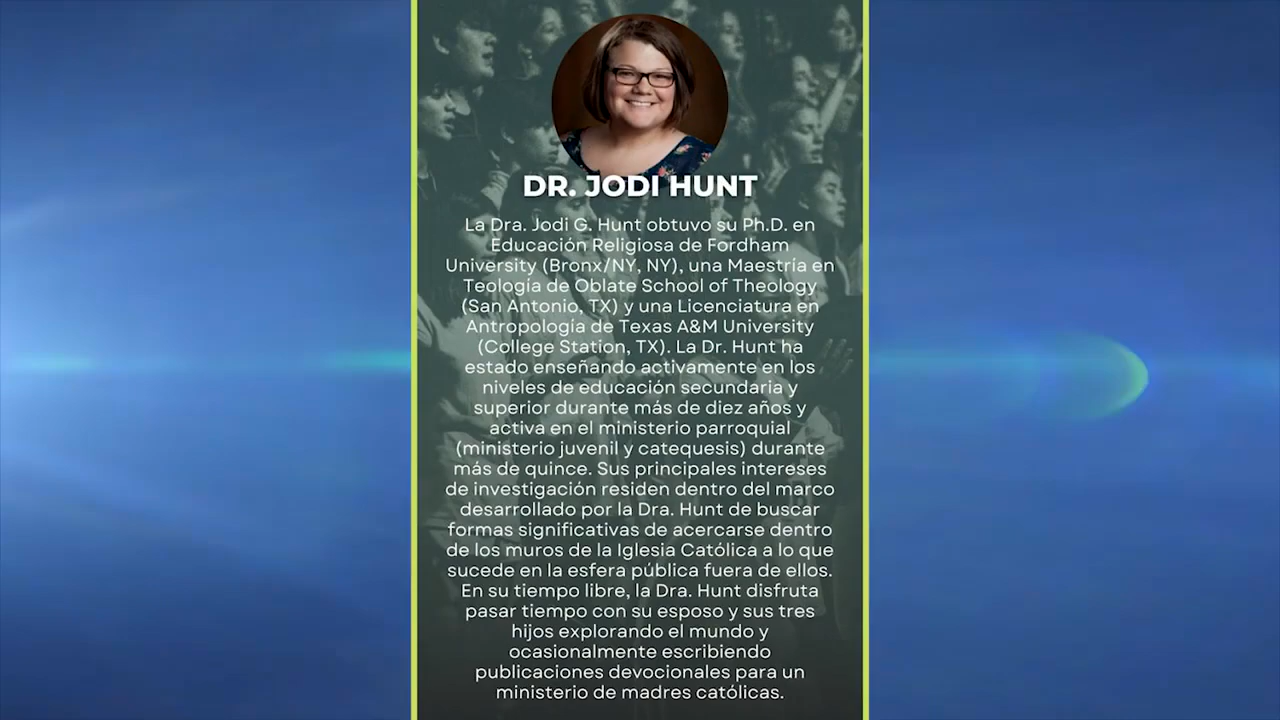 DR. JODI HUNT
La Dra. Jodi G. Hunt obtuvo su Ph.D. en
Educación Religiosa de Fordham
University (Bronx/NY, NY), una Maestría en
Teología de Oblate School of Theology
(San Antonio, TX) y una Licenciatura en
Antropología de Texas A&M University
(College Station, TX). La Dr. Hunt ha
estado enseñando activamente en los
niveles de educación secundaria y
superior durante más de diez años y
activa en el ministerio parroquial
(ministerio juvenil y catequesis) durante
más de quince. Sus principales intereses
de investigación residen dentro del marco
desarrollado por la Dra. Hunt de buscar
formas significativas de acercarse dentro
de los muros de la Iglesia Católica a lo que
sucede en la esfera pública fuera de ellos.
En su tiempo libre, la Dra. Hunt disfruta
pasar tiempo con su esposo y sus tres
hijos explorando el mundo y
ocasionalmente escribiendo
publicaciones devocionales para un
ministerio de madres católicas.